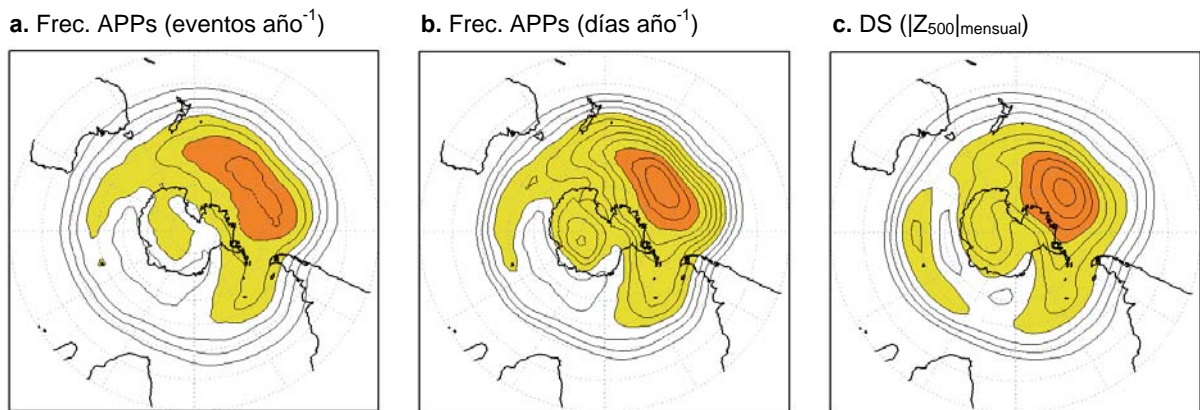 a. Frec. APPs (eventos año⁻¹)
b. Frec. APPs (días año⁻¹)
c. DS (|Z₅₀₀|ₘₑₙₛᵤₐₗ)